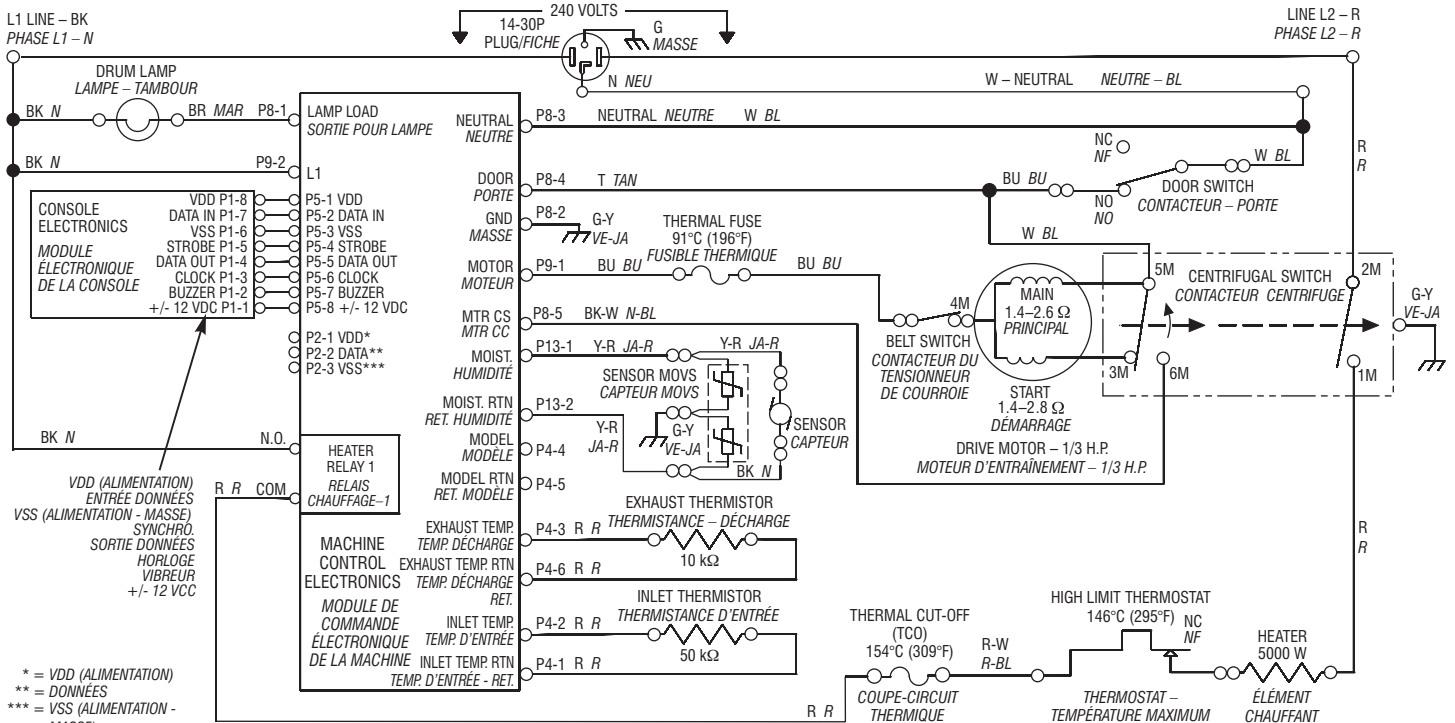 L1 LINE – BK
PHASE L1 – N
240 VOLTS
14-30P
PLUG/FICHE
G
MASSE
LINE L2 – R
PHASE L2 – R
DRUM LAMP
LAMPE – TAMBOUR
N NEU
W – NEUTRAL NEUTRE – BL
BK N
BR MAR
P8-1
LAMP LOAD
SORTIE POUR LAMPE
NEUTRAL
NEUTRE
P8-3
NEUTRAL NEUTRE W BL
NC
NF
R
R
BK N
P9-2
L1
W BL
DOOR
PORTE
P8-4
T TAN
BU BU
NO
NO
DOOR SWITCH
CONTACTEUR – PORTE
CONSOLE
ELECTRONICS
MODULE
ÉLECTRONIQUE
DE LA CONSOLE
VDD P1-8
DATA IN P1-7
VSS P1-6
STROBE P1-5
DATA OUT P1-4
CLOCK P1-3
BUZZER P1-2
+/- 12 VDC P1-1
P5-1 VDD
P5-2 DATA IN
P5-3 VSS
P5-4 STROBE
P5-5 DATA OUT
P5-6 CLOCK
P5-7 BUZZER
P5-8 +/- 12 VDC
P2-1 VDD*
P2-2 DATA**
P2-3 VSS***
GND
MASSE
P8-2
G-Y
VE-JA
THERMAL FUSE
91°C (196°F)
FUSIBLE THERMIQUE
W BL
MOTOR
MOTEUR
P9-1
BU BU
BU BU
5M
CENTRIFUGAL SWITCH
CONTACTEUR CENTRIFUGE
2M
G-Y
VE-JA
MAIN
1.4–2.6 Ω
PRINCIPAL
4M
MTR CS
MTR CC
P8-5
BK-W N-BL
BELT SWITCH
CONTACTEUR DU
TENSIONNEUR
DE COURROIE
3M
6M
1M
START
1.4–2.8 Ω
DÉMARRAGE
MOIST.
HUMIDITÉ
P13-1
Y-R JA-R
Y-R JA-R
SENSOR MOVS
CAPTEUR MOVS
MOIST. RTN
RET. HUMIDITÉ
P13-2
Y-R
JA-R
G-Y
VE-JA
SENSOR
CAPTEUR
BK N
DRIVE MOTOR – 1/3 H.P.
MOTEUR D'ENTRAÎNEMENT – 1/3 H.P.
BK N
N.O.
HEATER
RELAY 1
RELAIS
CHAUFFAGE–1
R R
COM
MODEL
MODÈLE
P4-4
MODEL RTN
RET. MODÈLE
P4-5
VDD (ALIMENTATION)
ENTRÉE DONNÉES
VSS (ALIMENTATION - MASSE)
SYNCHRO.
SORTIE DONNÉES
HORLOGE
VIBREUR
+/- 12 VCC
MACHINE
CONTROL
ELECTRONICS
MODULE DE
COMMANDE
ÉLECTRONIQUE
DE LA MACHINE
EXHAUST TEMP.
TEMP. DÉCHARGE
P4-3 R R
EXHAUST THERMISTOR
THERMISTANCE – DÉCHARGE
10 kΩ
EXHAUST TEMP. RTN
TEMP. DÉCHARGE
RET.
P4-6 R R
INLET TEMP.
TEMP. D'ENTRÉE
P4-2 R R
INLET THERMISTOR
THERMISTANCE D'ENTRÉE
50 kΩ
INLET TEMP. RTN
TEMP. D'ENTRÉE - RET.
P4-1 R R
R
R
THERMAL CUT-OFF
(TCO)
154°C (309°F)
COUPE-CIRCUIT
THERMIQUE
R-W
R-BL
HIGH LIMIT THERMOSTAT
146°C (295°F)
NC
NF
THERMOSTAT –
TEMPÉRATURE MAXIMUM
HEATER
5000 W
ÉLÉMENT
CHAUFFANT
R R
* = VDD (ALIMENTATION)
** = DONNÉES
*** = VSS (ALIMENTATION -